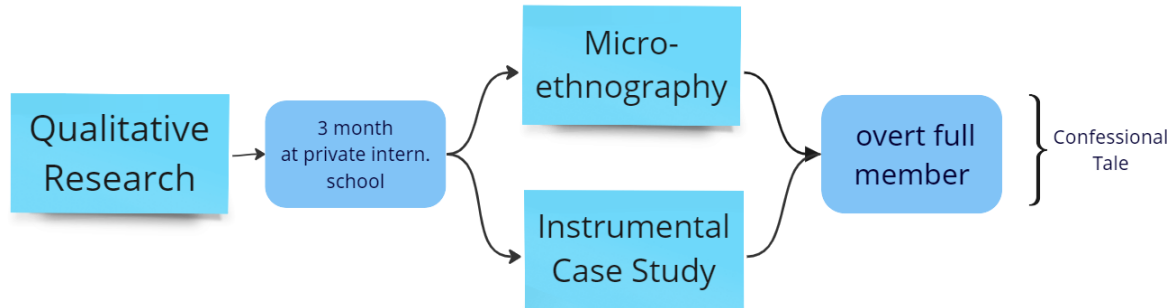 Qualitative
Research
3 month
at private intern.
school
Micro-
ethnography
Instrumental
Case Study
overt full
member
Confessional
Tale